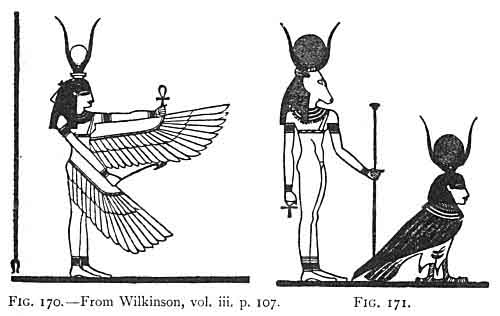 FIG. 170.—From Wilkinson, vol. iii. p. 107. FIG. 171.